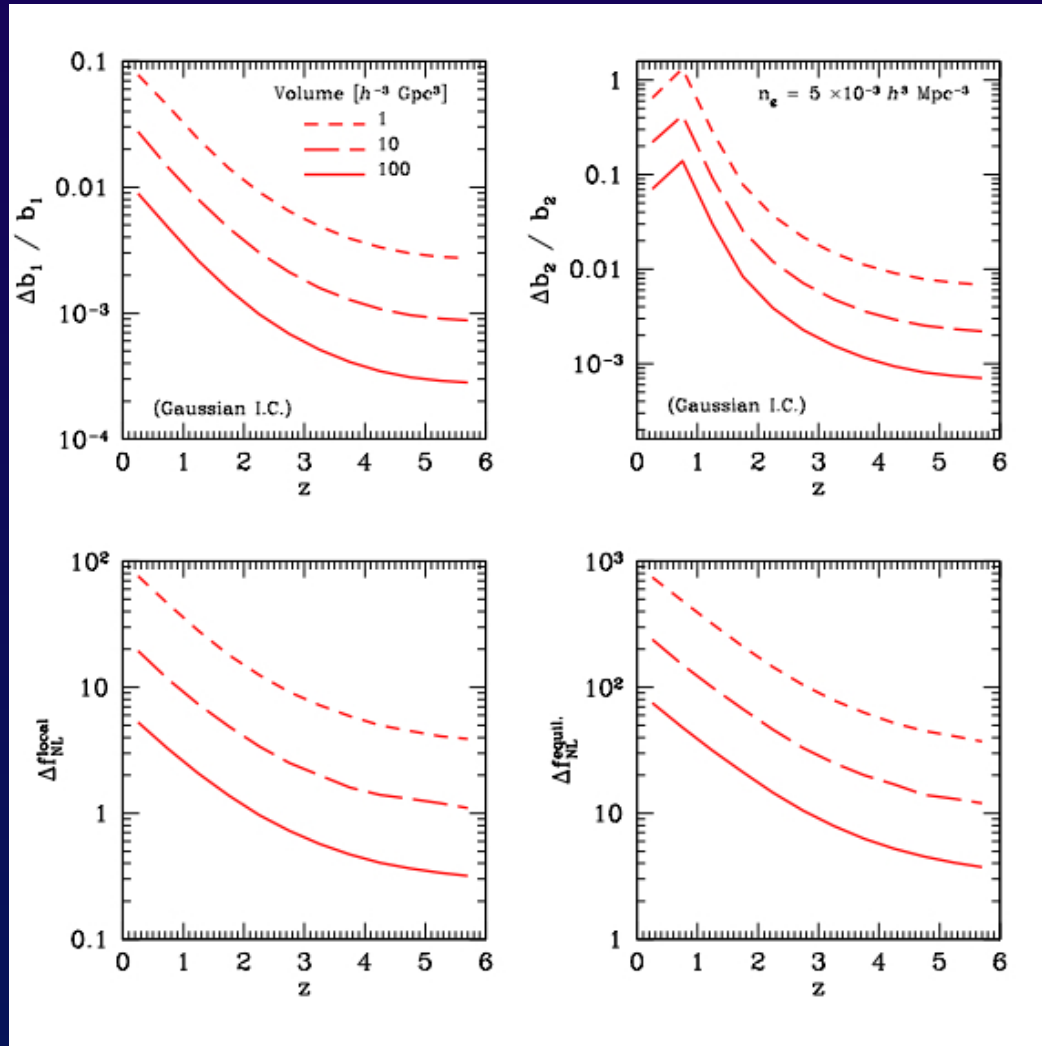 0.1
0.01
10⁻³
10⁻⁴
Δb₁ / b₁
Volume [h⁻³ Gpc³]
1
10
100
(Gaussian I.C.)
0 1 2 3 4 5 6
z
1
0.1
0.01
10⁻³
Δb₂ / b₂
n_g = 5 ×10⁻³ h³ Mpc⁻³
(Gaussian I.C.)
0 1 2 3 4 5 6
z
10²
10
1
0.1
Δf_NL^local
0 1 2 3 4 5 6
z
10³
10²
10
1
Δf_NL^equil.
0 1 2 3 4 5 6
z